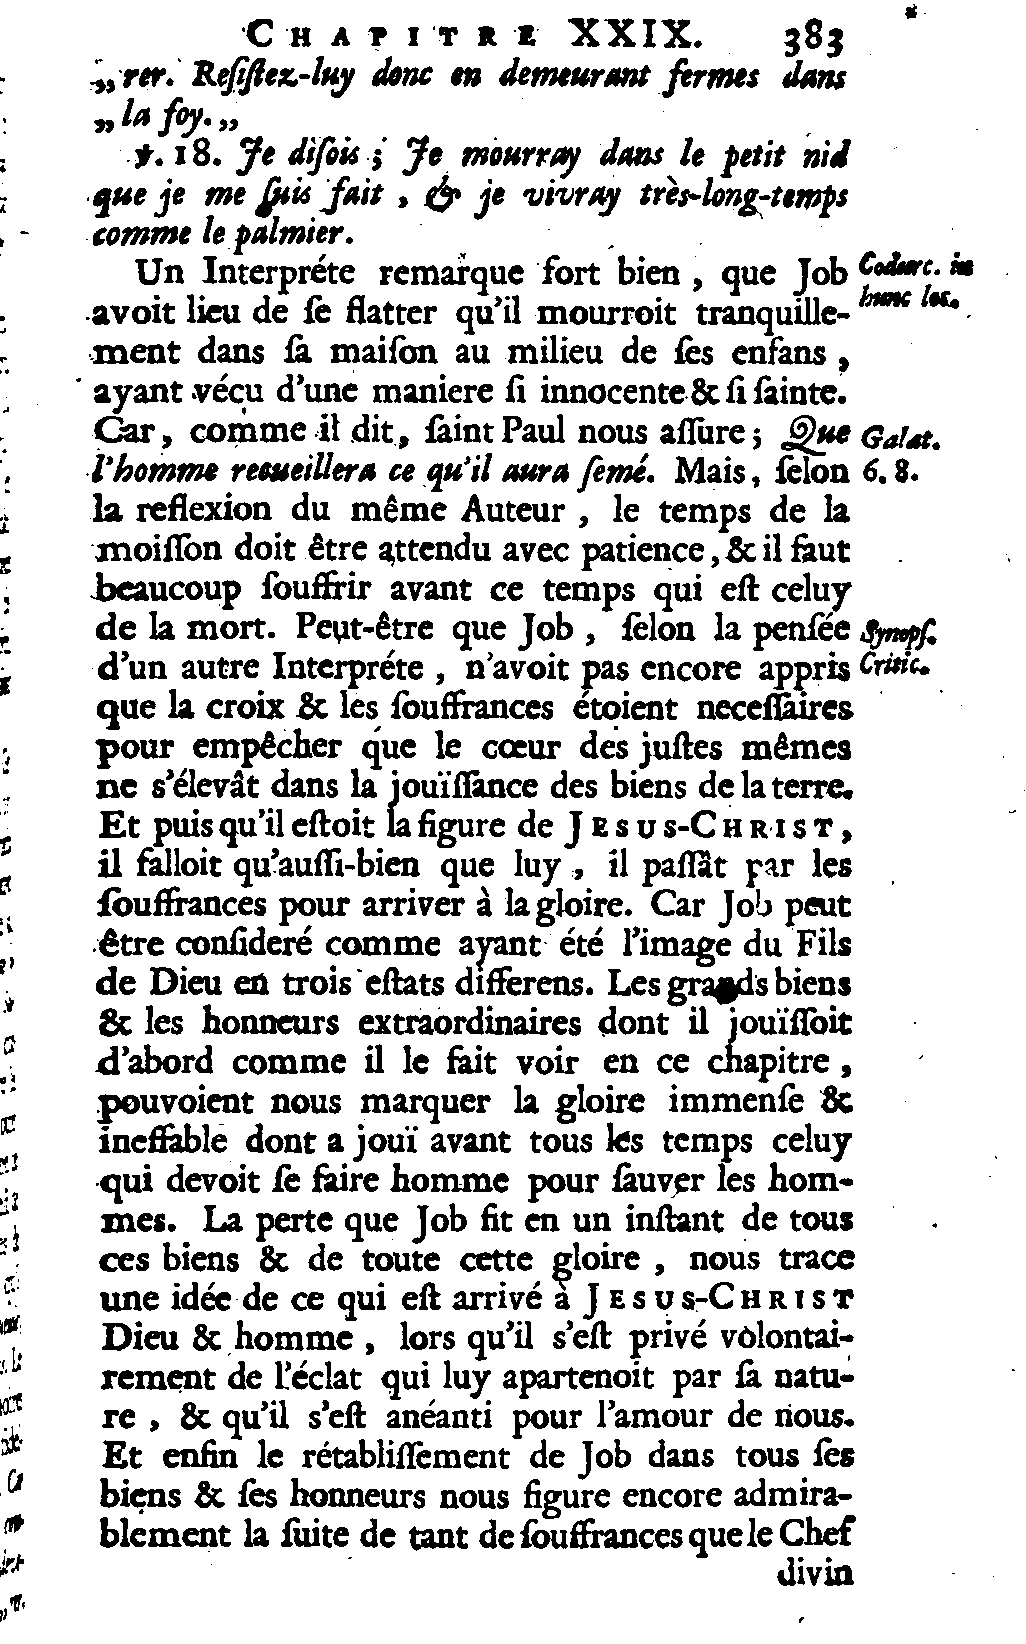 CHAPITRE XXIX. 383
„ rer. Reſiſtez-luy donc en demeurant fermes dans
„ la foy. „
℣. 18. Je diſois ; Je mourray dans le petit nid
que je me ſuis fait , & je vivray très-long-temps
comme le palmier.
Un Interpréte remarque fort bien , que Job
avoit lieu de ſe flatter qu'il mourroit tranquille-
ment dans ſa maiſon au milieu de ſes enfans ,
ayant vécu d'une maniere ſi innocente & ſi ſainte.
Car, comme il dit, ſaint Paul nous aſſure ; Que
l'homme recueillera ce qu'il aura ſemé. Mais, ſelon
la reflexion du même Auteur , le temps de la
moiſſon doit être attendu avec patience, & il faut
beaucoup ſouffrir avant ce temps qui eſt celuy
de la mort. Peut-être que Job , ſelon la penſée
d'un autre Interpréte , n'avoit pas encore appris
que la croix & les ſouffrances étoient neceſſaires
pour empêcher que le cœur des juſtes mêmes
ne s'élevât dans la jouïſſance des biens de la terre.
Et puis qu'il eſtoit la figure de JESUS-CHRIST,
il falloit qu'auſſi-bien que luy , il paſſât par les
ſouffrances pour arriver à la gloire. Car Job peut
être conſideré comme ayant été l'image du Fils
de Dieu en trois eſtats differens. Les grands biens
& les honneurs extraordinaires dont il jouïſſoit
d'abord comme il le fait voir en ce chapitre ,
pouvoient nous marquer la gloire immenſe &
ineffable dont a jouï avant tous les temps celuy
qui devoit ſe faire homme pour ſauver les hom-
mes. La perte que Job fit en un inſtant de tous
ces biens & de toute cette gloire , nous trace
une idée de ce qui eſt arrivé à JESUS-CHRIST
Dieu & homme , lors qu'il s'eſt privé volontai-
rement de l'éclat qui luy apartenoit par ſa natu-
re , & qu'il s'eſt anéanti pour l'amour de nous.
Et enfin le rétabliſſement de Job dans tous ſes
biens & ſes honneurs nous figure encore admira-
blement la ſuite de tant de ſouffrances que le Chef
divin
Codurc. in
hunc loc.
Galat.
6. 8.
Synopſ.
Critic.